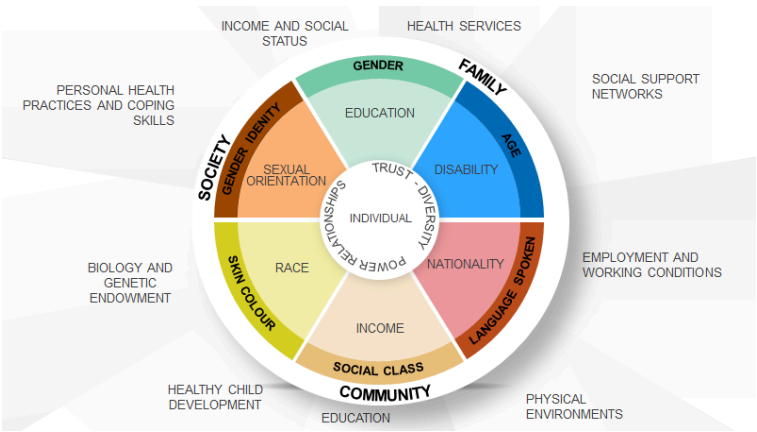 INCOME AND SOCIAL
STATUS
HEALTH SERVICES
PERSONAL HEALTH
PRACTICES AND COPING
SKILLS
SOCIAL SUPPORT
NETWORKS
SOCIETY
FAMILY
GENDER
EDUCATION
GENDER IDENITY
SEXUAL
ORIENTATION
AGE
DISABILITY
TRUST - DIVERSITY
POWER RELATIONSHIPS
INDIVIDUAL
BIOLOGY AND
GENETIC
ENDOWMENT
SKIN COLOUR
RACE
NATIONALITY
LANGUAGE SPOKEN
EMPLOYMENT AND
WORKING CONDITIONS
INCOME
SOCIAL CLASS
COMMUNITY
HEALTHY CHILD
DEVELOPMENT
EDUCATION
PHYSICAL
ENVIRONMENTS